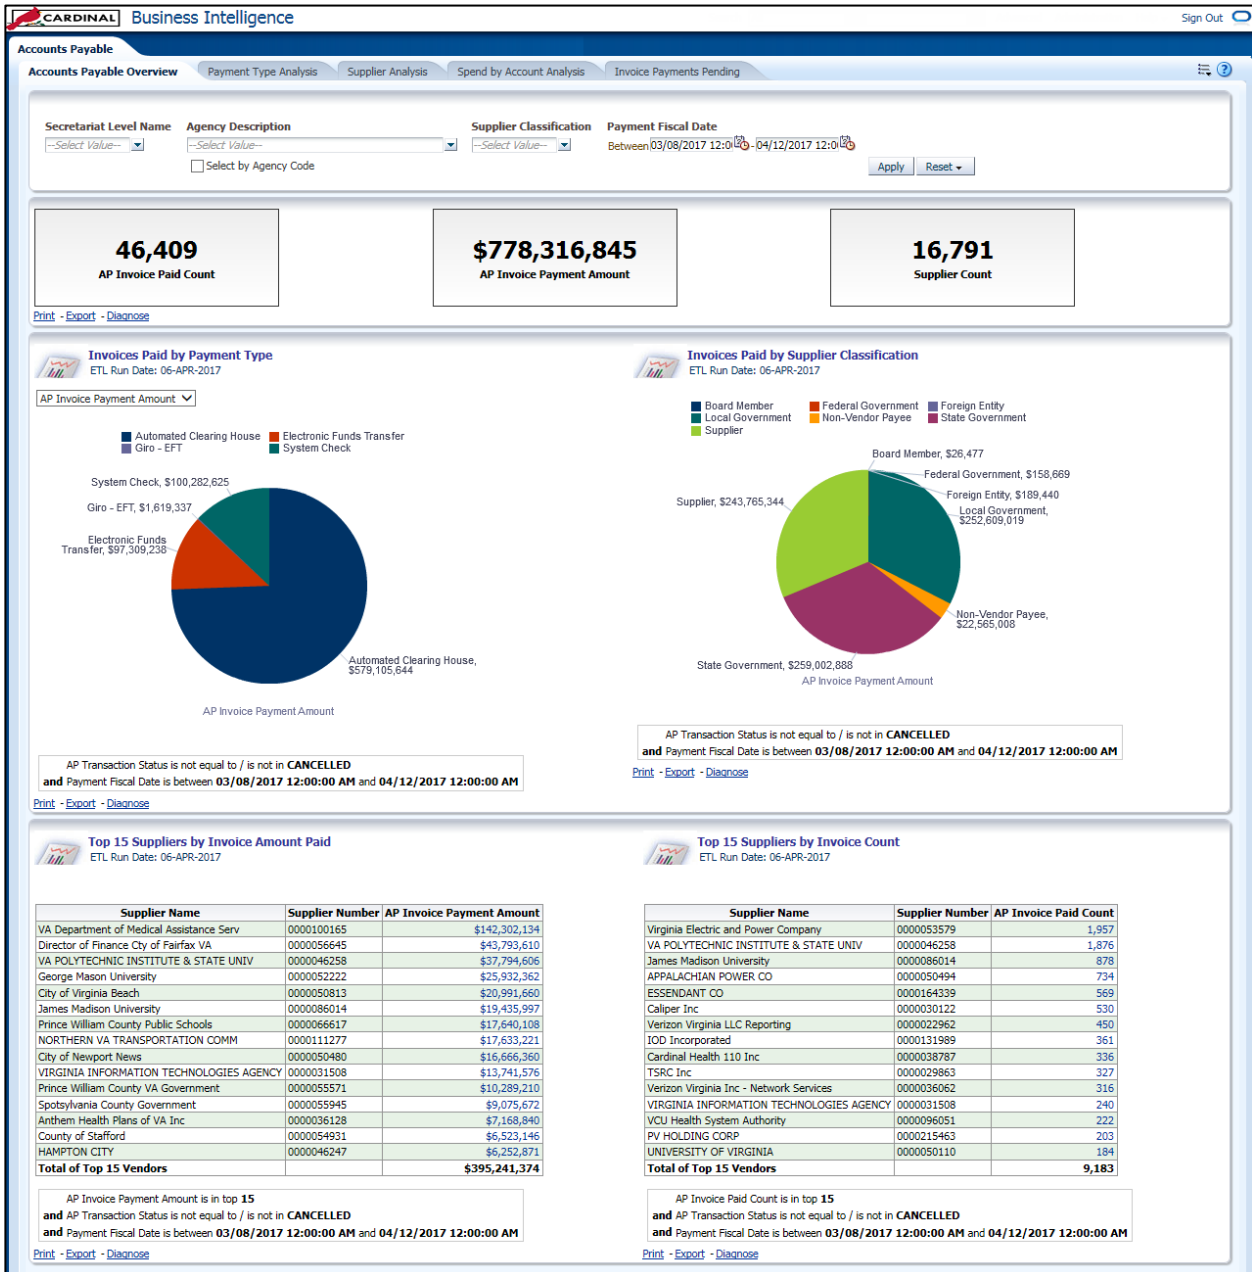 CARDINAL Business Intelligence
Sign Out
Accounts Payable
Accounts Payable Overview Payment Type Analysis Supplier Analysis Spend by Account Analysis Invoice Payments Pending
Secretariat Level Name Agency Description Supplier Classification Payment Fiscal Date
--Select Value-- --Select Value-- --Select Value-- Between 03/08/2017 12:0 - 04/12/2017 12:0
Select by Agency Code
Apply Reset
46,409
AP Invoice Paid Count
$778,316,845
AP Invoice Payment Amount
16,791
Supplier Count
Print - Export - Diagnose
Invoices Paid by Payment Type
ETL Run Date: 06-APR-2017
AP Invoice Payment Amount
Automated Clearing House Electronic Funds Transfer
Giro - EFT System Check
System Check, $100,282,625
Giro - EFT, $1,619,337
Electronic Funds
Transfer, $97,309,238
Automated Clearing House,
$579,105,644
AP Invoice Payment Amount
AP Transaction Status is not equal to / is not in CANCELLED
and Payment Fiscal Date is between 03/08/2017 12:00:00 AM and 04/12/2017 12:00:00 AM
Print - Export - Diagnose
Invoices Paid by Supplier Classification
ETL Run Date: 06-APR-2017
Board Member Federal Government Foreign Entity
Local Government Non-Vendor Payee State Government
Supplier
Board Member, $26,477
Federal Government, $158,669
Foreign Entity, $189,440
Local Government,
$252,609,019
Supplier, $243,765,344
Non-Vendor Payee,
$22,565,008
State Government, $259,002,888
AP Invoice Payment Amount
AP Transaction Status is not equal to / is not in CANCELLED
and Payment Fiscal Date is between 03/08/2017 12:00:00 AM and 04/12/2017 12:00:00 AM
Print - Export - Diagnose
Top 15 Suppliers by Invoice Amount Paid
ETL Run Date: 06-APR-2017
Supplier Name Supplier Number AP Invoice Payment Amount
VA Department of Medical Assistance Serv 0000100165 $142,302,134
Director of Finance Cty of Fairfax VA 0000056645 $43,793,610
VA POLYTECHNIC INSTITUTE & STATE UNIV 0000046258 $37,794,606
George Mason University 0000052222 $25,932,362
City of Virginia Beach 0000050813 $20,991,660
James Madison University 0000086014 $19,435,997
Prince William County Public Schools 0000066617 $17,640,108
NORTHERN VA TRANSPORTATION COMM 0000111277 $17,633,221
City of Newport News 0000050480 $16,666,360
VIRGINIA INFORMATION TECHNOLOGIES AGENCY 0000031508 $13,741,576
Prince William County VA Government 0000055571 $10,289,210
Spotsylvania County Government 0000055945 $9,075,672
Anthem Health Plans of VA Inc 0000036128 $7,168,840
County of Stafford 0000054931 $6,523,146
HAMPTON CITY 0000046247 $6,252,871
Total of Top 15 Vendors $395,241,374
AP Invoice Payment Amount is in top 15
and AP Transaction Status is not equal to / is not in CANCELLED
and Payment Fiscal Date is between 03/08/2017 12:00:00 AM and 04/12/2017 12:00:00 AM
Print - Export - Diagnose
Top 15 Suppliers by Invoice Count
ETL Run Date: 06-APR-2017
Supplier Name Supplier Number AP Invoice Paid Count
Virginia Electric and Power Company 0000053579 1,957
VA POLYTECHNIC INSTITUTE & STATE UNIV 0000046258 1,876
James Madison University 0000086014 878
APPALACHIAN POWER CO 0000050494 734
ESSENDANT CO 0000164339 569
Caliper Inc 0000030122 530
Verizon Virginia LLC Reporting 0000022962 450
IOD Incorporated 0000131989 361
Cardinal Health 110 Inc 0000038787 336
TSRC Inc 0000029863 327
Verizon Virginia Inc - Network Services 0000036062 316
VIRGINIA INFORMATION TECHNOLOGIES AGENCY 0000031508 240
VCU Health System Authority 0000096051 222
PV HOLDING CORP 0000215463 203
UNIVERSITY OF VIRGINIA 0000050110 184
Total of Top 15 Vendors 9,183
AP Invoice Paid Count is in top 15
and AP Transaction Status is not equal to / is not in CANCELLED
and Payment Fiscal Date is between 03/08/2017 12:00:00 AM and 04/12/2017 12:00:00 AM
Print - Export - Diagnose